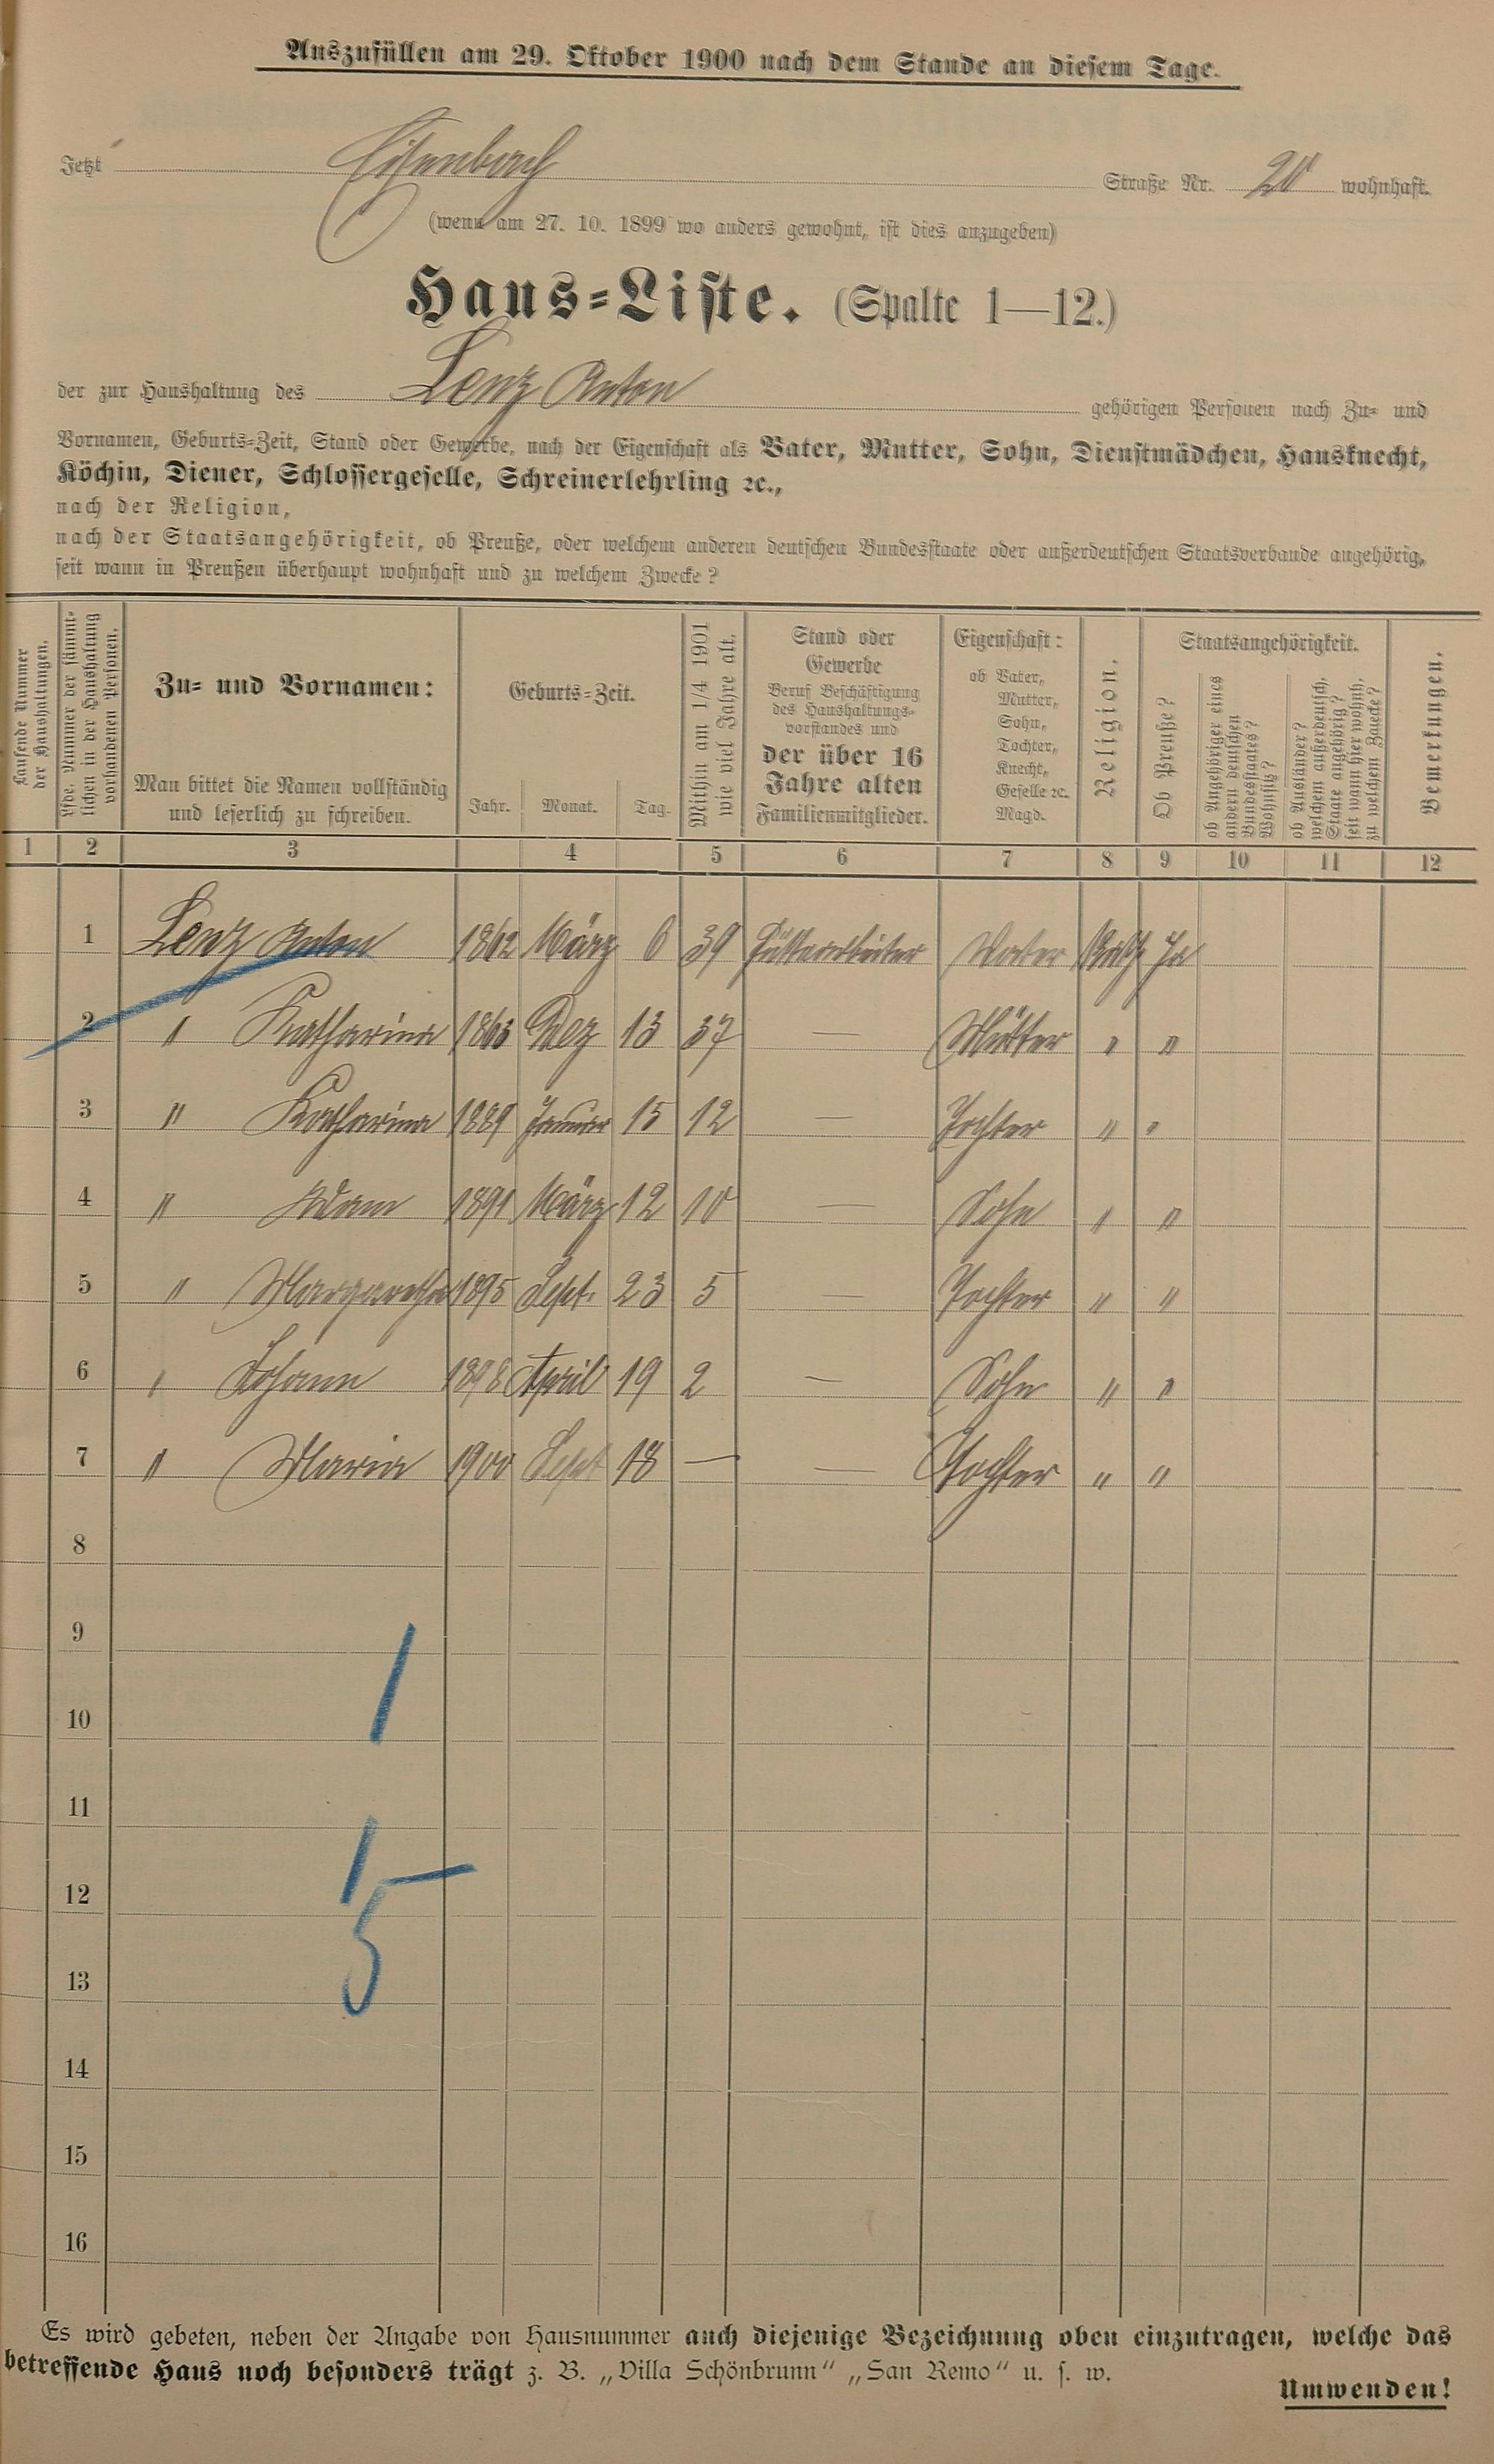 Auszufüllen am 29. Oktober 1900 nach dem Stande an diesem Tage.
Jetzt Eisenbach Straße Nr. 20 wohnhaft.
(wenn am 27. 10. 1899 wo anders gewohnt, ist dies anzugeben)
Haus-Liste. (Spalte 1—12.)
der zur Haushaltung des Lenz Anton gehörigen Personen nach Zu- und
Vornamen, Geburts-Zeit, Stand oder Gewerbe, nach der Eigenschaft als Vater, Mutter, Sohn, Dienstmädchen, Hausknecht,
Köchin, Diener, Schlossergeselle, Schreinerlehrling ꝛc.,
nach der Religion,
nach der Staatsangehörigkeit, ob Preuße, oder welchem anderen deutschen Bundesstaate oder außerdeutschen Staatsverbande angehörig,
seit wann in Preußen überhaupt wohnhaft und zu welchem Zwecke?
Laufende Nummer
der Haushaltungen.
Lfde. Nummer der sämmt-
lichen in der Haushaltung
vorhandenen Personen.
Zu- und Vornamen:
Man bittet die Namen vollständig
und leserlich zu schreiben.
Geburts-Zeit.
Jahr. Monat. Tag.
Mithin am 1/4 1901
wie viel Jahre alt.
Stand oder
Gewerbe
Beruf Beschäftigung
des Haushaltungs-
vorstandes und
der über 16
Jahre alten
Familienmitglieder.
Eigenschaft:
ob Vater,
Mutter,
Sohn,
Tochter,
Knecht,
Geselle ꝛc.
Magd.
Religion.
Staatsangehörigkeit.
Ob Preuße?
ob Angehöriger eines
andern deutschen
Bundesstaates?
Wohnsitz?
ob Ausländer?
welchem außerdeutsch.
Staate angehörig?
seit wann hier wohnh.
zu welchem Zwecke?
Bemerkungen.
1 2 3 4 5 6 7 8 9 10 11 12
1 Lenz Anton 1862 März 6 39 Hüttenarbeiter Vater Kath Ja
2 " Katharina 1863 Dez 13 37 — Mutter " "
3 " Katharina 1889 Januar 15 12 — Tochter " "
4 " Adam 1891 März 12 10 — Sohn " "
5 " Margaretha 1895 Sept. 23 5 — Tochter " "
6 " Johann 1898 April 19 2 — Sohn " "
7 " Maria 1900 Sept 18 — — Tochter " "
8
9
1
10
11
1
12
5
13
14
15
16
Es wird gebeten, neben der Angabe von Hausnummer auch diejenige Bezeichnung oben einzutragen, welche das
betreffende Haus noch besonders trägt z. B. „Villa Schönbrunn“ „San Remo“ u. s. w.
Umwenden!